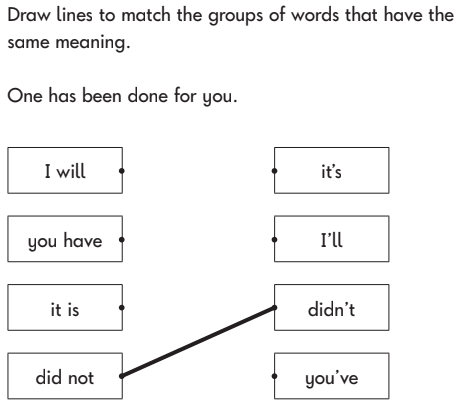 Draw lines to match the groups of words that have the
same meaning.
One has been done for you.
I will
it’s
you have
I’ll
it is
didn’t
did not
you’ve